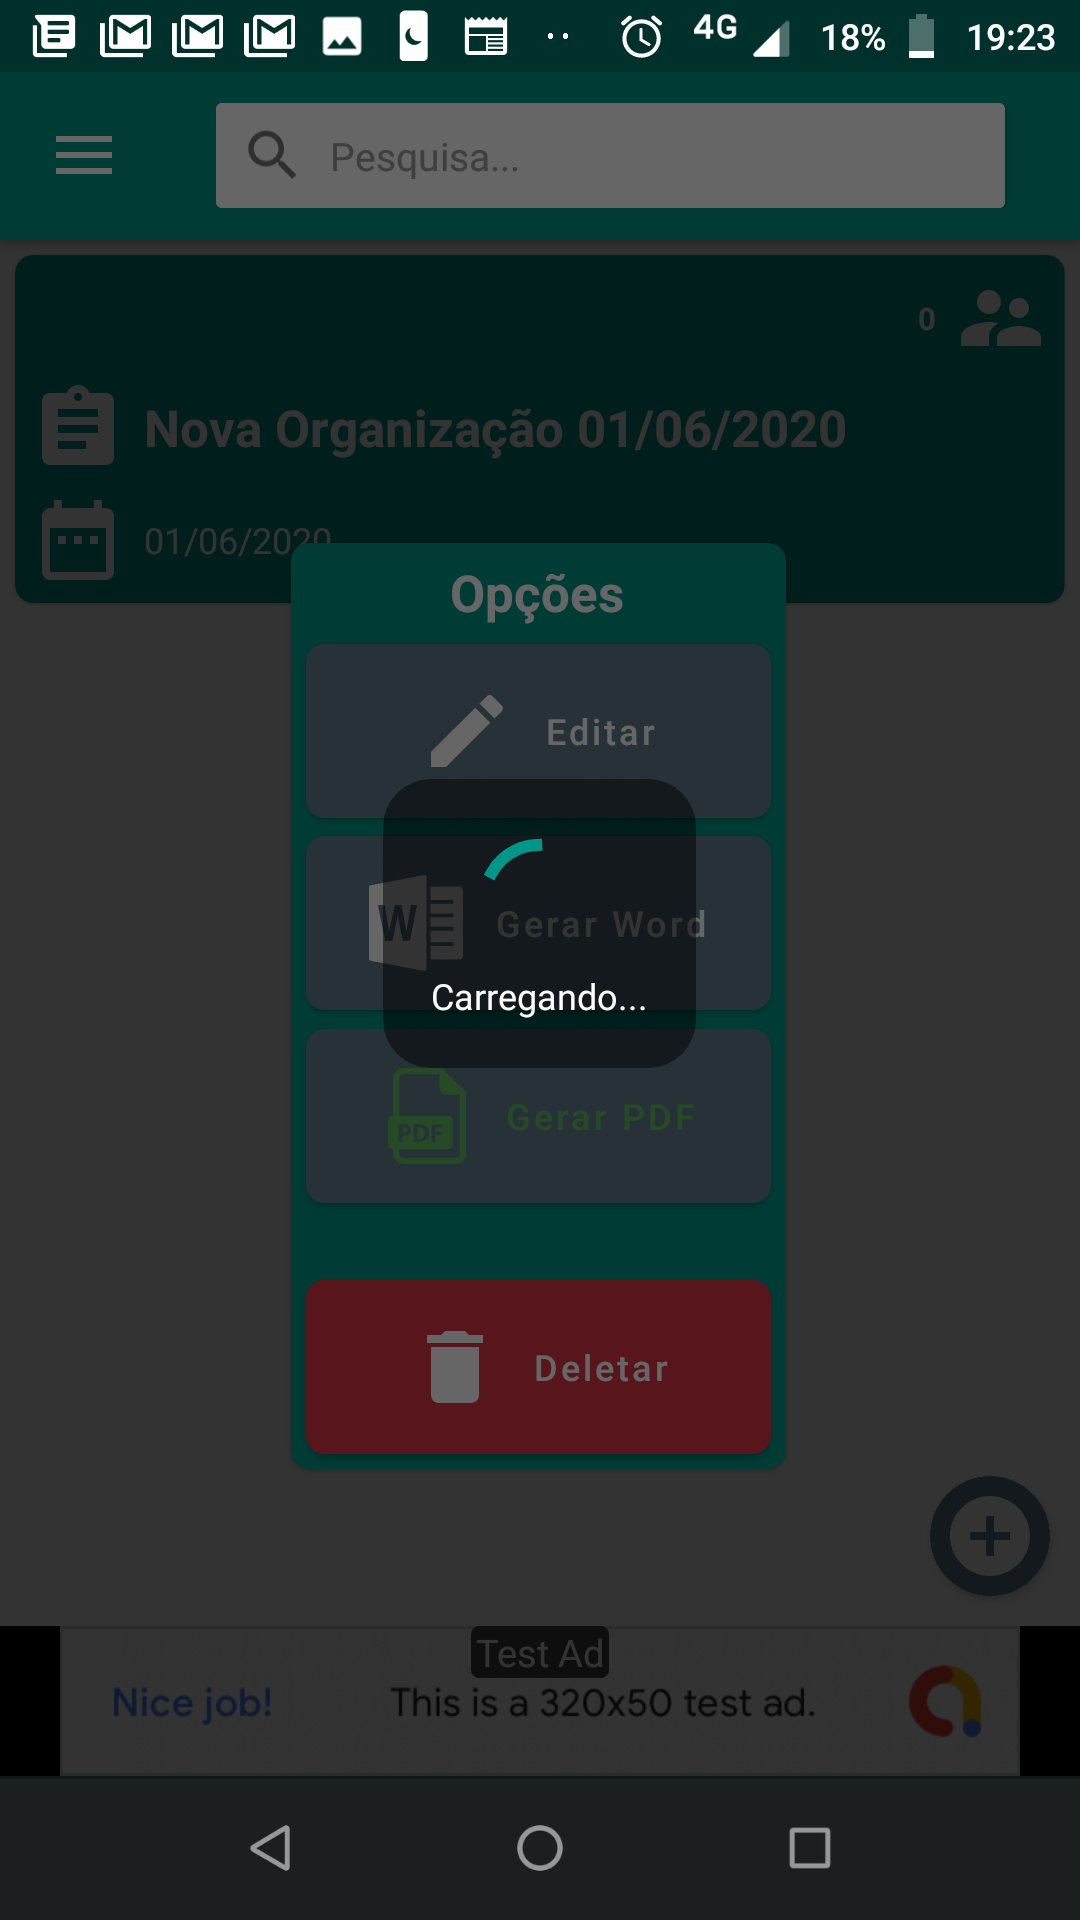 4G 18% 19:23
Pesquisa...
0
Nova Organização 01/06/2020
01/06/2020
Opções
Editar
W Gerar Word
Carregando...
PDF Gerar PDF
Deletar
Test Ad
Nice job! This is a 320x50 test ad.